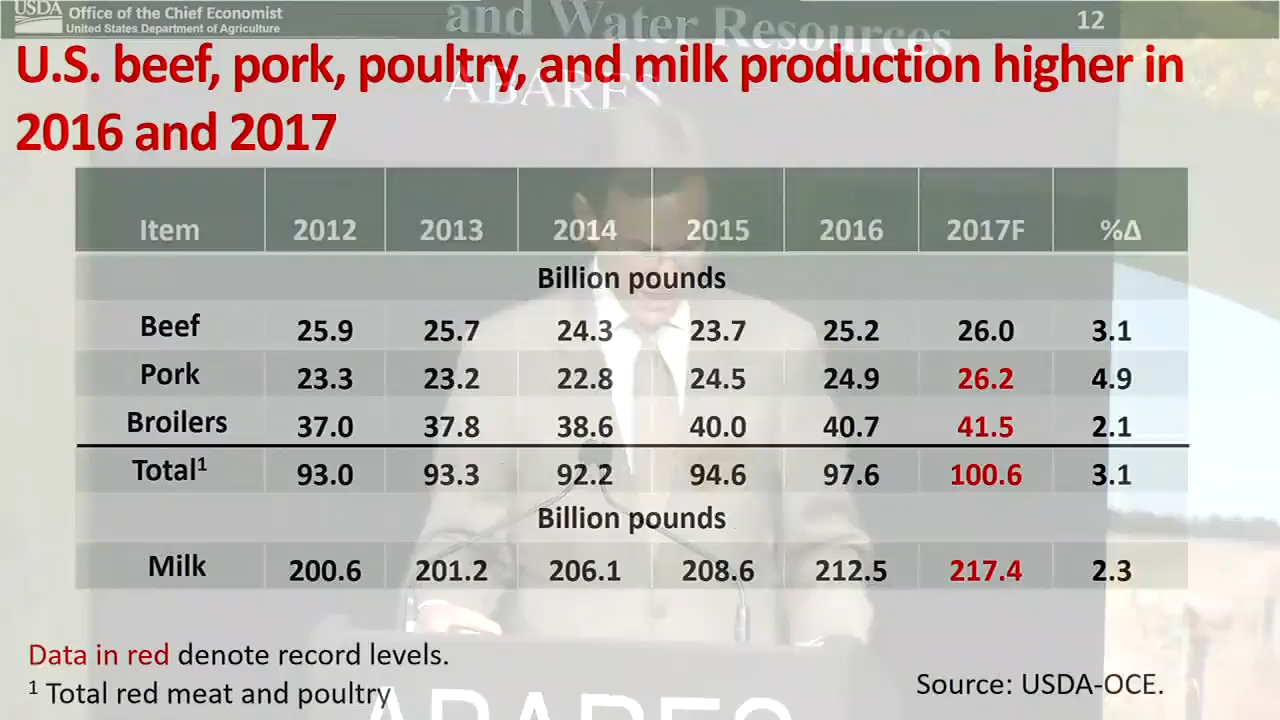 USDA Office of the Chief Economist
United States Department of Agriculture
12
and Water Resources
ABARES
U.S. beef, pork, poultry, and milk production higher in
2016 and 2017
Item 2012 2013 2014 2015 2016 2017F %Δ
Billion pounds
Beef 25.9 25.7 24.3 23.7 25.2 26.0 3.1
Pork 23.3 23.2 22.8 24.5 24.9 26.2 4.9
Broilers 37.0 37.8 38.6 40.0 40.7 41.5 2.1
Total¹ 93.0 93.3 92.2 94.6 97.6 100.6 3.1
Billion pounds
Milk 200.6 201.2 206.1 208.6 212.5 217.4 2.3
Data in red denote record levels.
¹ Total red meat and poultry
Source: USDA-OCE.
ABARES